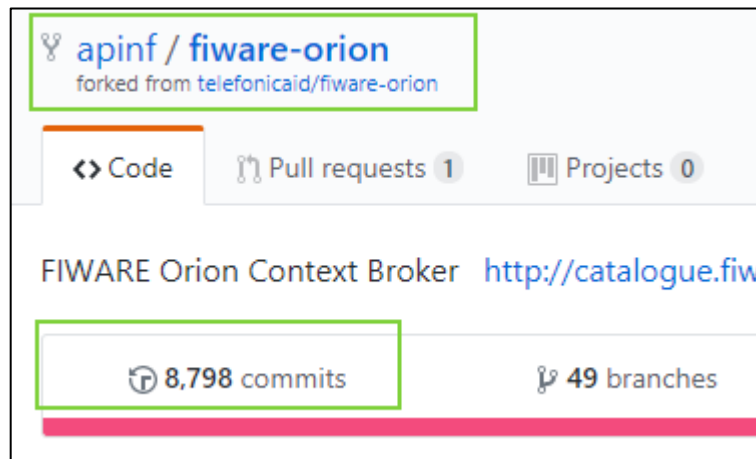 apinf / fiware-orion
forked from telefonicaid/fiware-orion
<> Code Pull requests 1 Projects 0
FIWARE Orion Context Broker http://catalogue.fiw
8,798 commits 49 branches